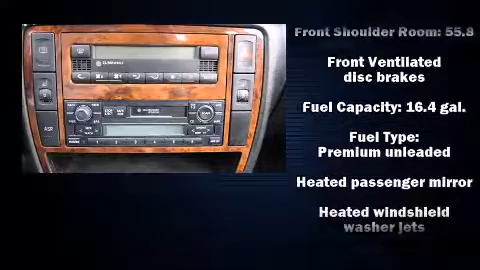 Front Shoulder Room: 55.8
Front Ventilated
disc brakes
Fuel Capacity: 16.4 gal.
Fuel Type:
Premium unleaded
Heated passenger mirror
Heated windshield
washer jets
ASR